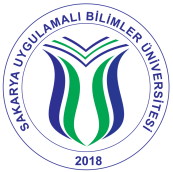 SAKARYA UYGULAMALI BİLİMLER ÜNİVERSİTESİ
2018